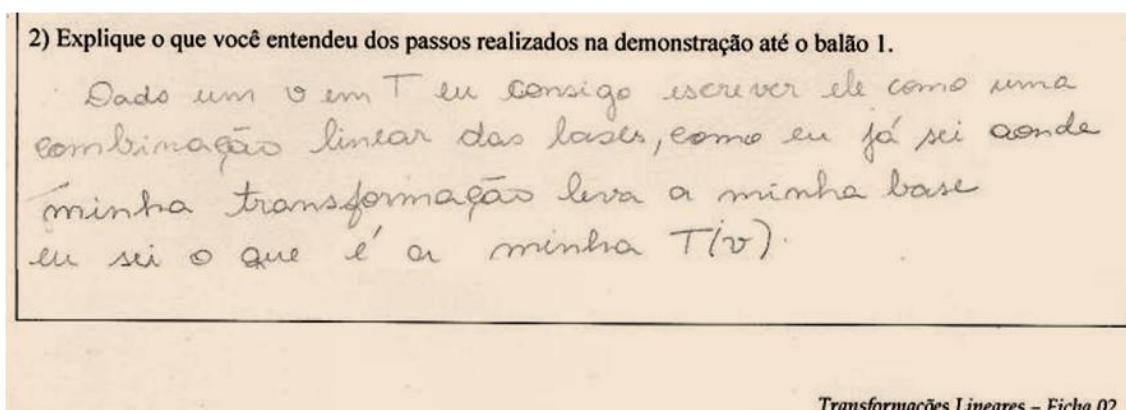 2) Explique o que você entendeu dos passos realizados na demonstração até o balão 1.
Dado um v em T eu consigo escrever ele como uma
combinação linear das bases, como eu já sei aonde
minha transformação leva a minha base
eu sei o que é a minha T(v).
Transformações Lineares – Ficha 02